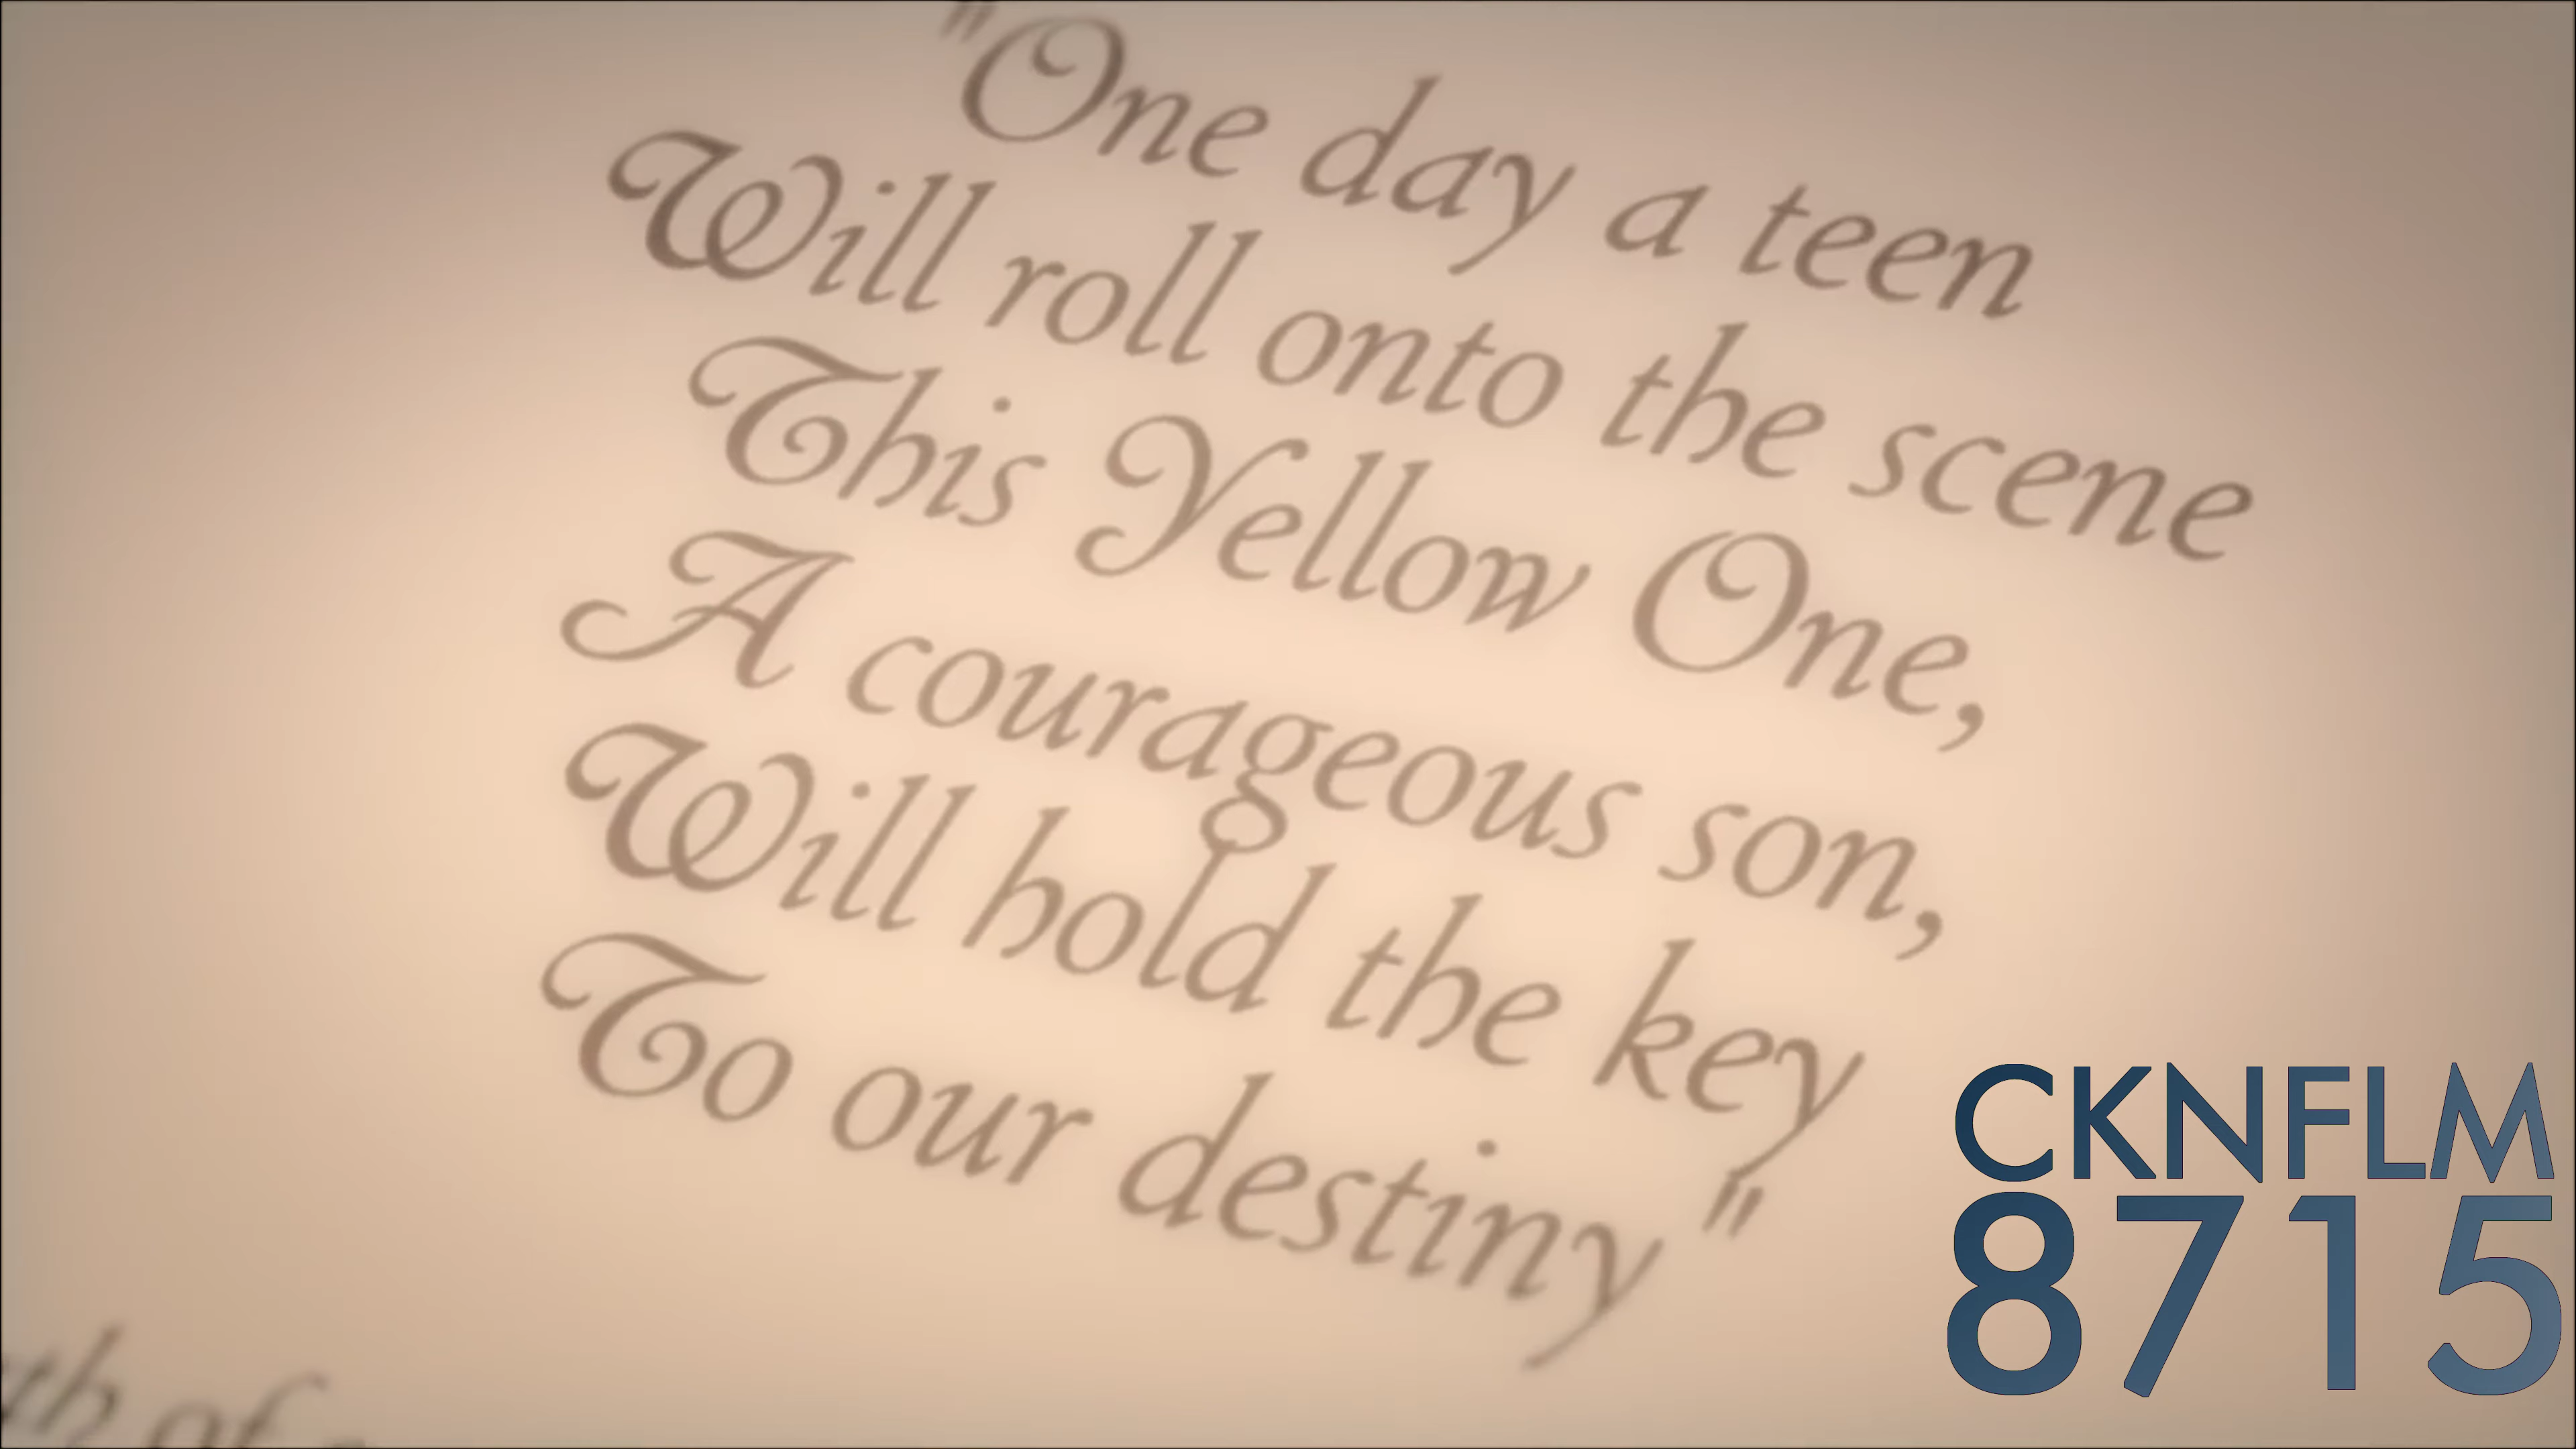 "One day a teen
Will roll onto the scene
This Yellow One,
A courageous son,
Will hold the key
To our destiny"
of
CKNFLM
8715